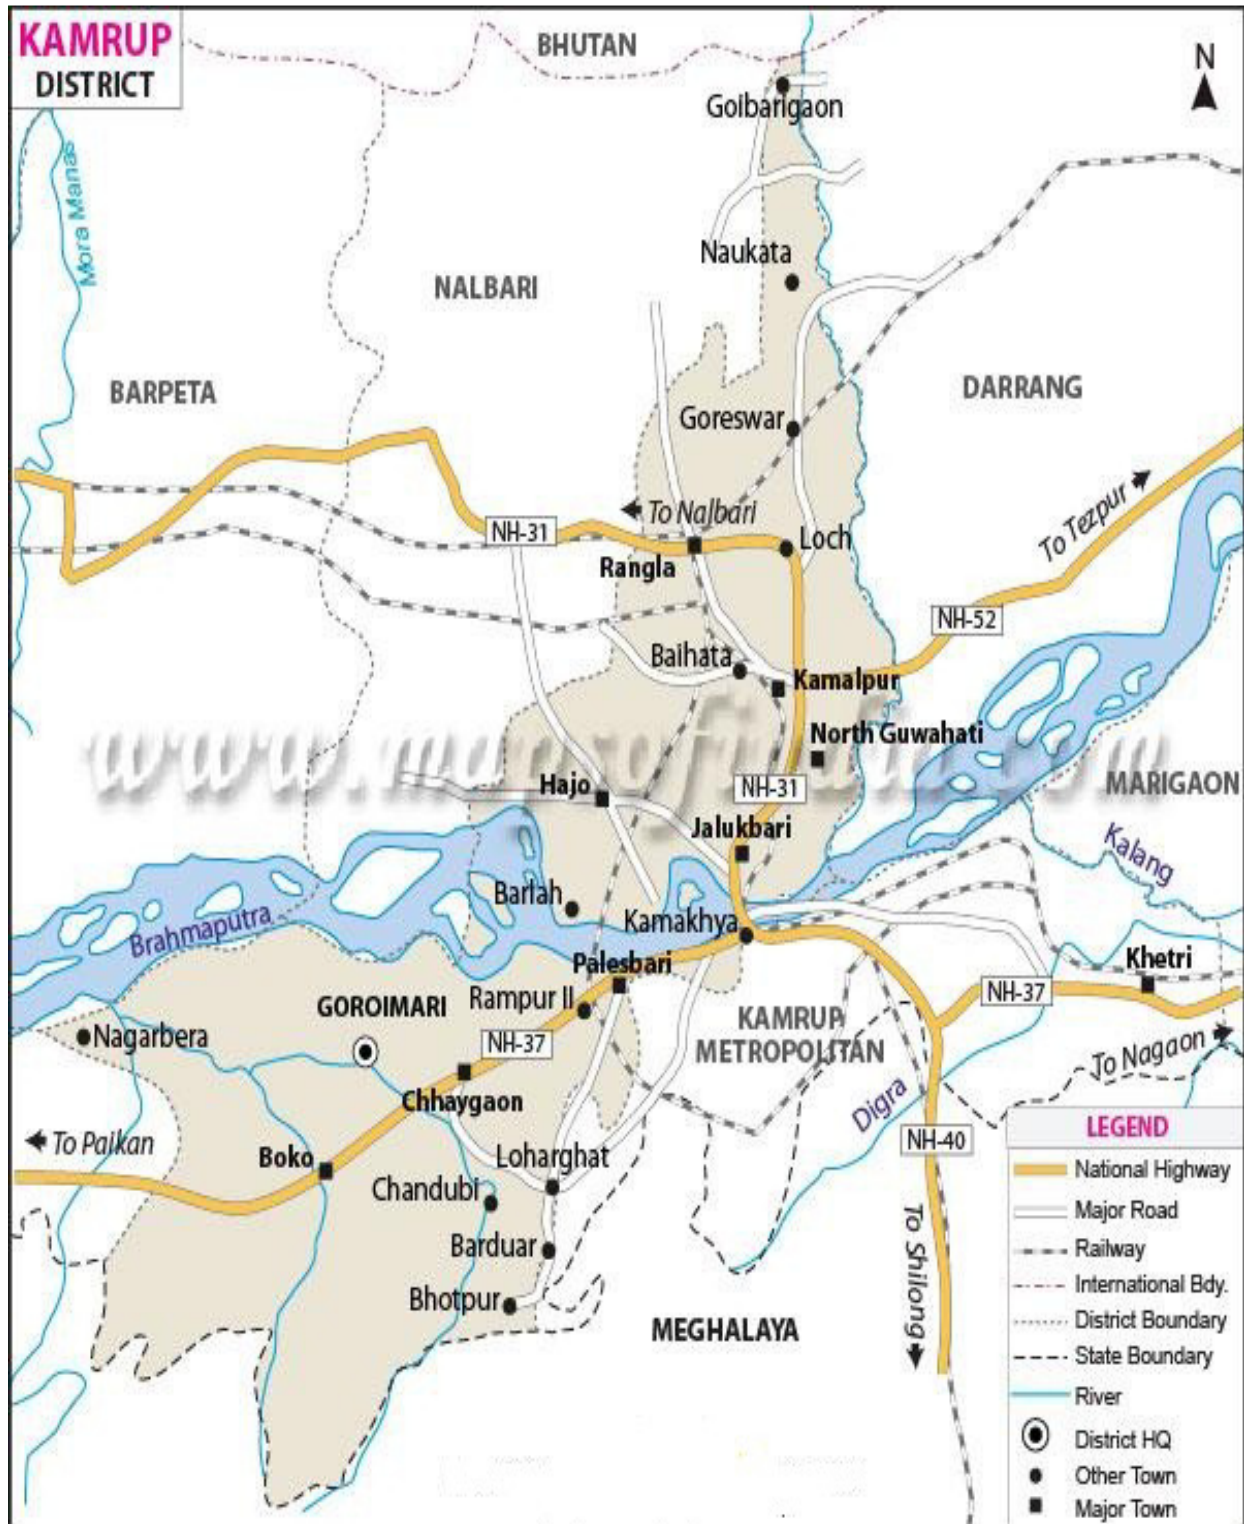 KAMRUP
DISTRICT
BHUTAN
N
Goibarigaon
Mora Manas
Naukata
NALBARI
BARPETA
DARRANG
Goreswar
To Nalbari
NH-31
Loch
To Tezpur
Rangla
NH-52
Baihata
Kamalpur
www.mapsofindia.com
North Guwahati
MARIGAON
Hajo
NH-31
Jalukbari
Kalang
Barlah
Kamakhya
Brahmaputra
Palesbari
Khetri
Rampur II
GOROIMARI
NH-37
KAMRUP
METROPOLITAN
Nagarbera
NH-37
To Nagaon
Chhaygaon
Digra
To Paikan
Boko
Loharghat
NH-40
Chandubi
Barduar
To Shilong
Bhotpur
MEGHALAYA
LEGEND
National Highway
Major Road
Railway
International Bdy.
District Boundary
State Boundary
River
District HQ
Other Town
Major Town